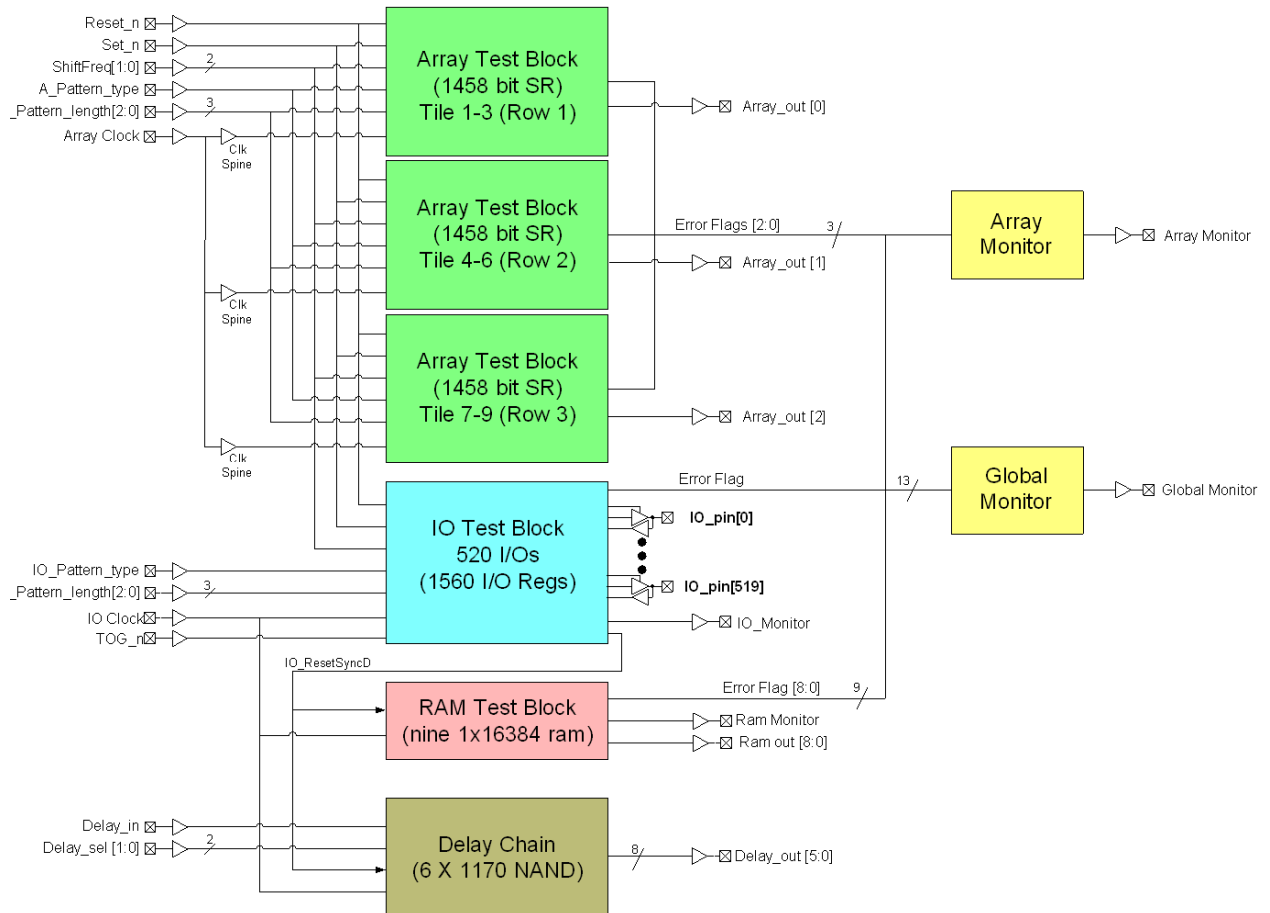 Reset_n
Set_n
ShiftFreq[1:0]
2
A_Pattern_type
_Pattern_length[2:0]
3
Array Clock
Clk
Spine
Array Test Block
(1458 bit SR)
Tile 1-3 (Row 1)
Array_out [0]
Array Test Block
(1458 bit SR)
Tile 4-6 (Row 2)
Error Flags [2:0]
3
Array_out [1]
Array
Monitor
Array Monitor
Clk
Spine
Array Test Block
(1458 bit SR)
Tile 7-9 (Row 3)
Array_out [2]
Clk
Spine
IO Test Block
520 I/Os
(1560 I/O Regs)
Error Flag
13
Global
Monitor
Global Monitor
IO_pin[0]
IO_pin[519]
IO_Monitor
IO_Pattern_type
_Pattern_length[2:0]
3
IO Clock
TOG_n
IO_ResetSyncD
RAM Test Block
(nine 1x16384 ram)
Error Flag [8:0]
9
Ram Monitor
Ram out [8:0]
Delay_in
Delay_sel [1:0]
2
Delay Chain
(6 X 1170 NAND)
8
Delay_out [5:0]